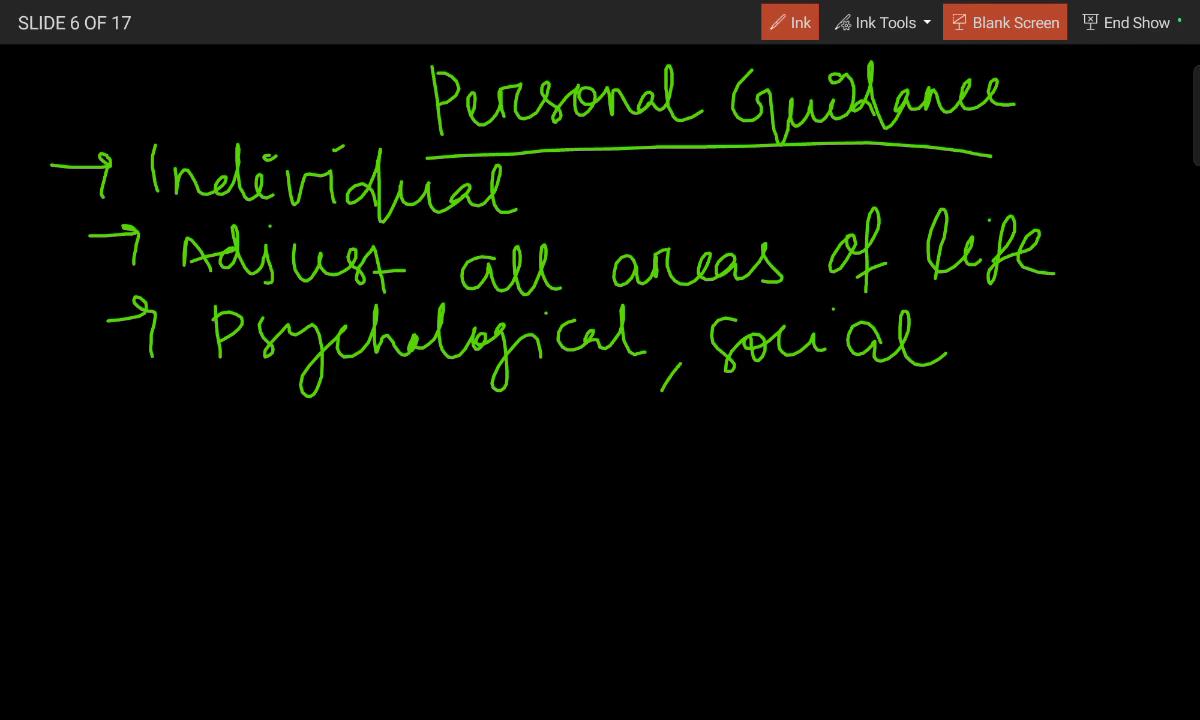 SLIDE 6 OF 17 Ink Ink Tools Blank Screen End Show
Personal Guidance
→ Individual
→ Adjust all areas of life
→ Psychological, social